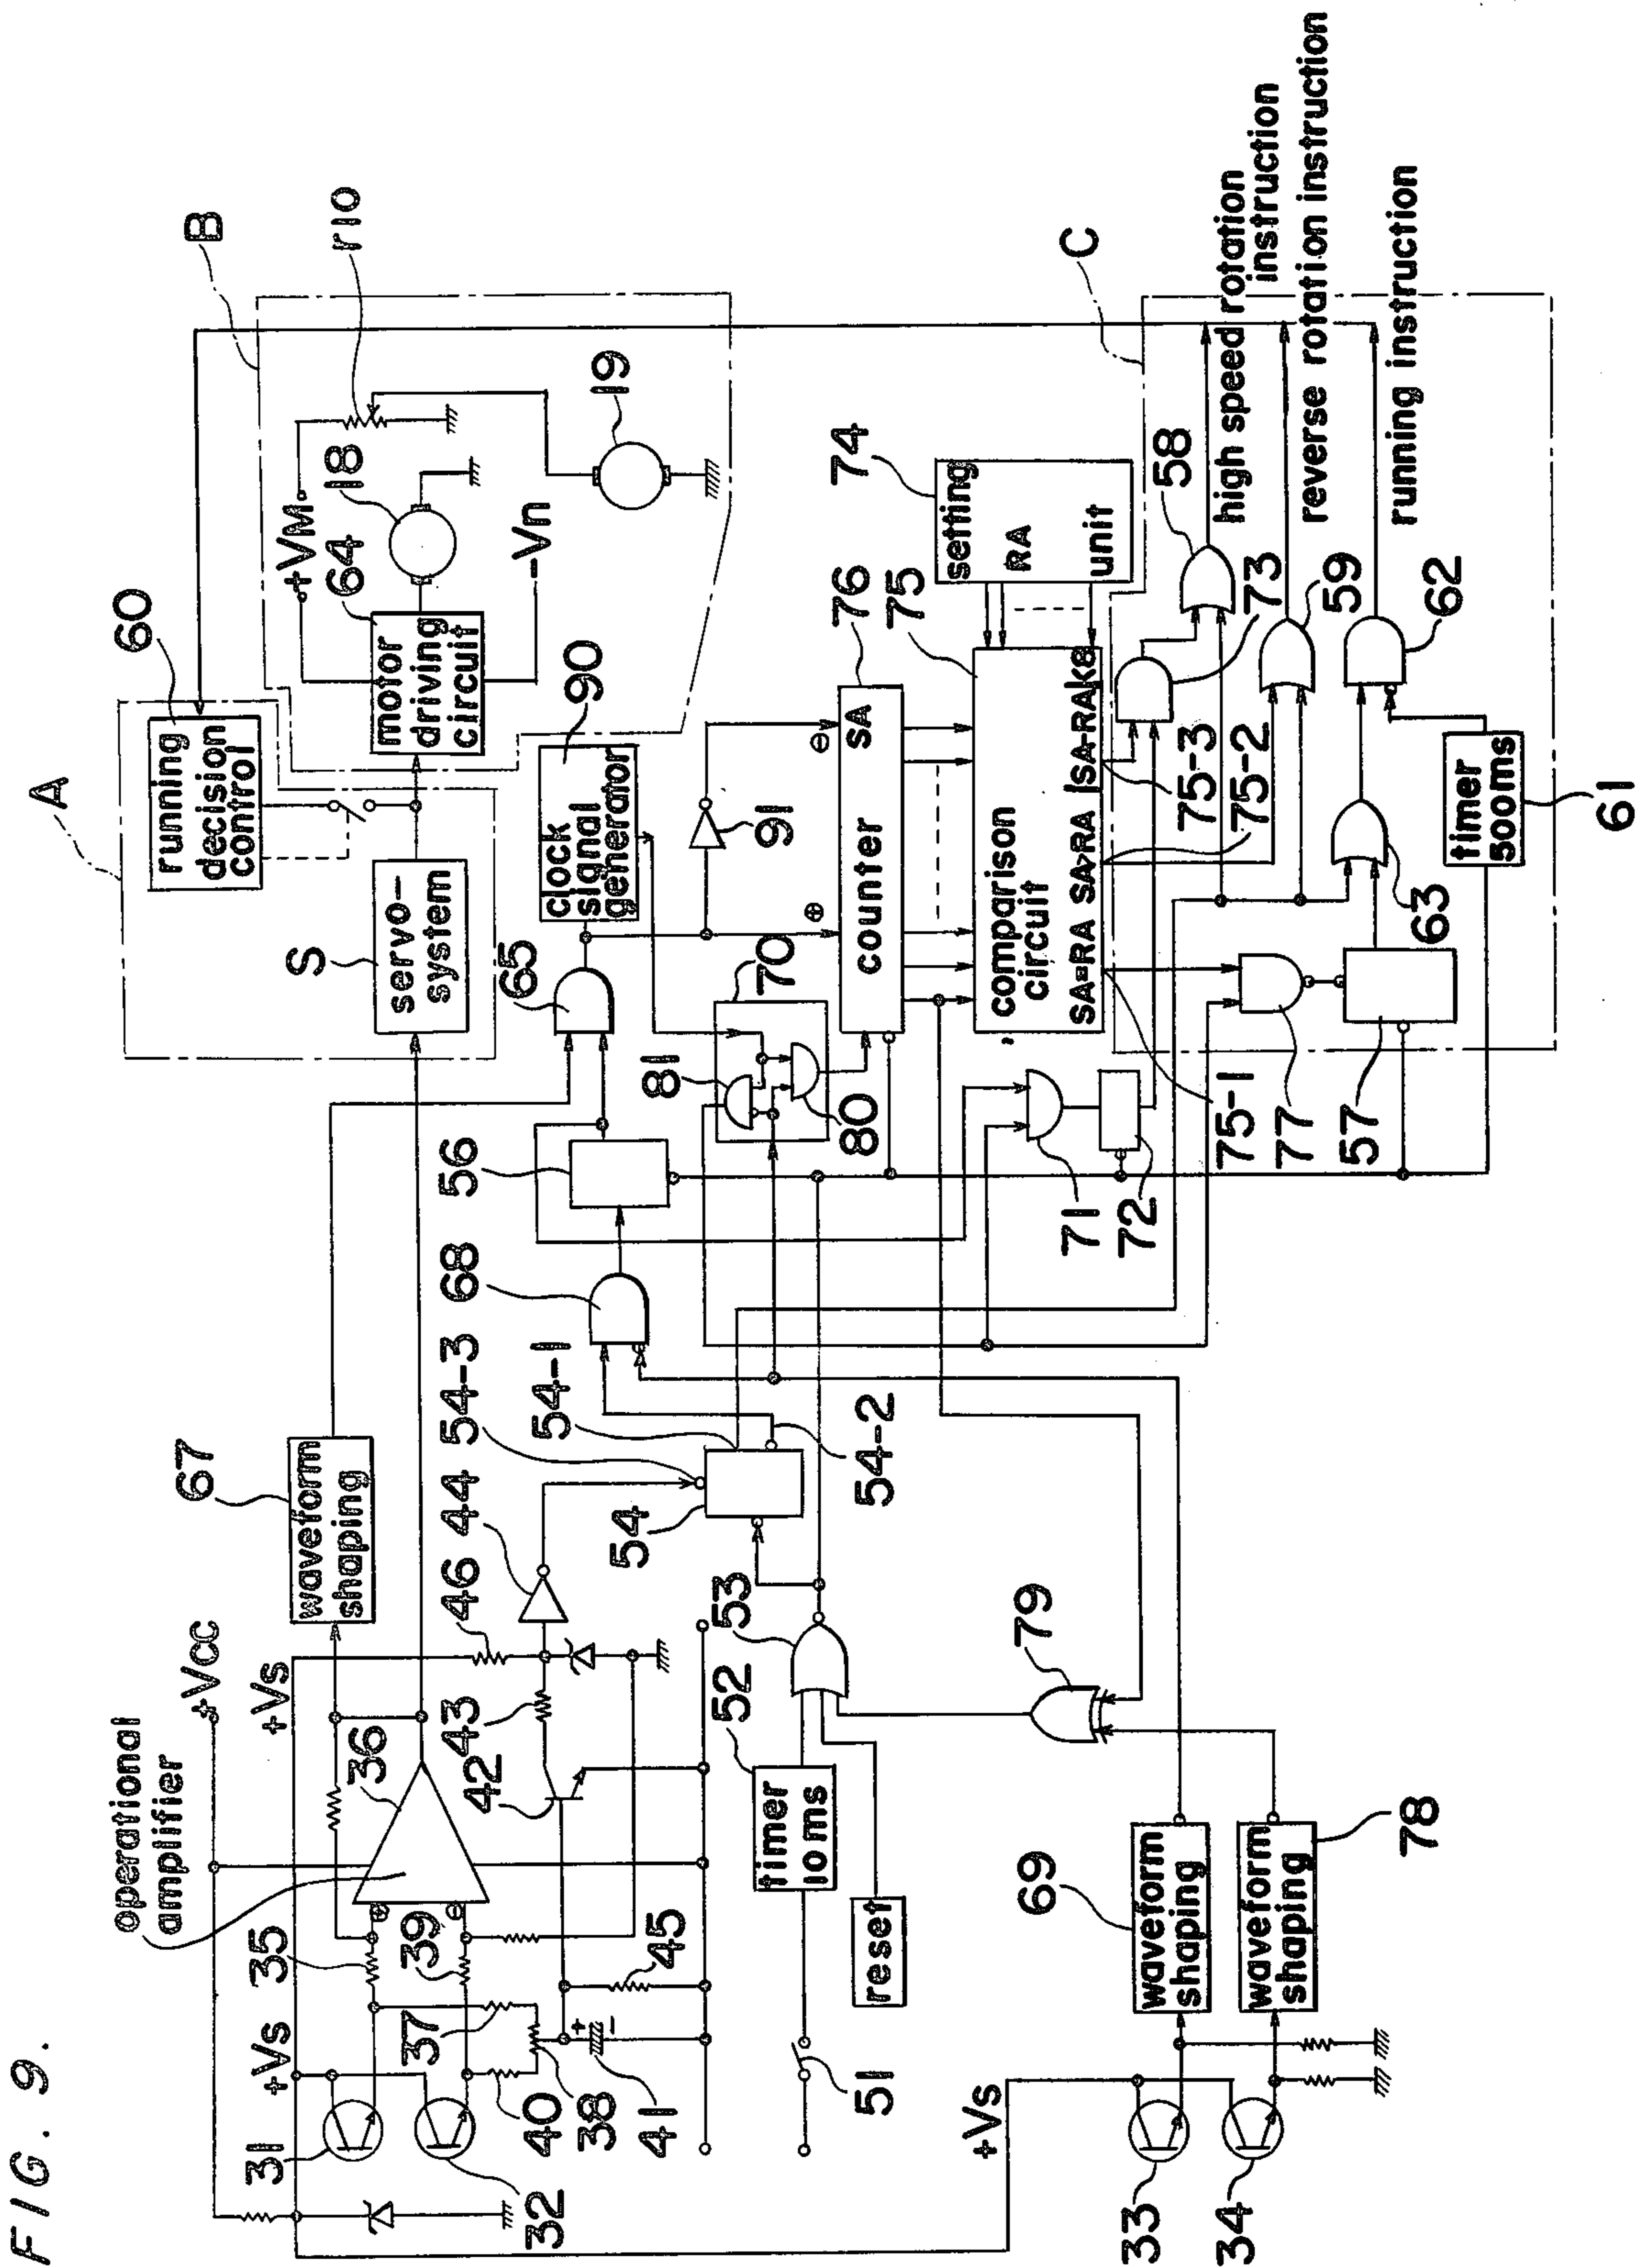 FIG. 9.
operational
amplifier
+Vcc
+Vs
+Vs
31
32
35
36
37
38
39
40
41
42
43
44
45
46
waveform
shaping
67
A
60
running
decision
control
S
servo-
system
B
r10
+VM
18
64
motor
driving
circuit
-Vn
19
54-3
54-1
54-2
54
68
56
65
clock
signal
generator
90
91
70
81
80
⊕
⊖
counter
SA
76
75
comparison
circuit
SA=RA
SA>RA
|SA-RA|<8
74
setting
RA
unit
C
58
high speed rotation
instruction
reverse rotation instruction
running instruction
73
59
62
75-3
75-2
75-1
71
72
77
57
63
timer
500ms
61
51
52
timer
10ms
53
reset
79
+Vs
33
34
69
waveform
shaping
waveform
shaping
78